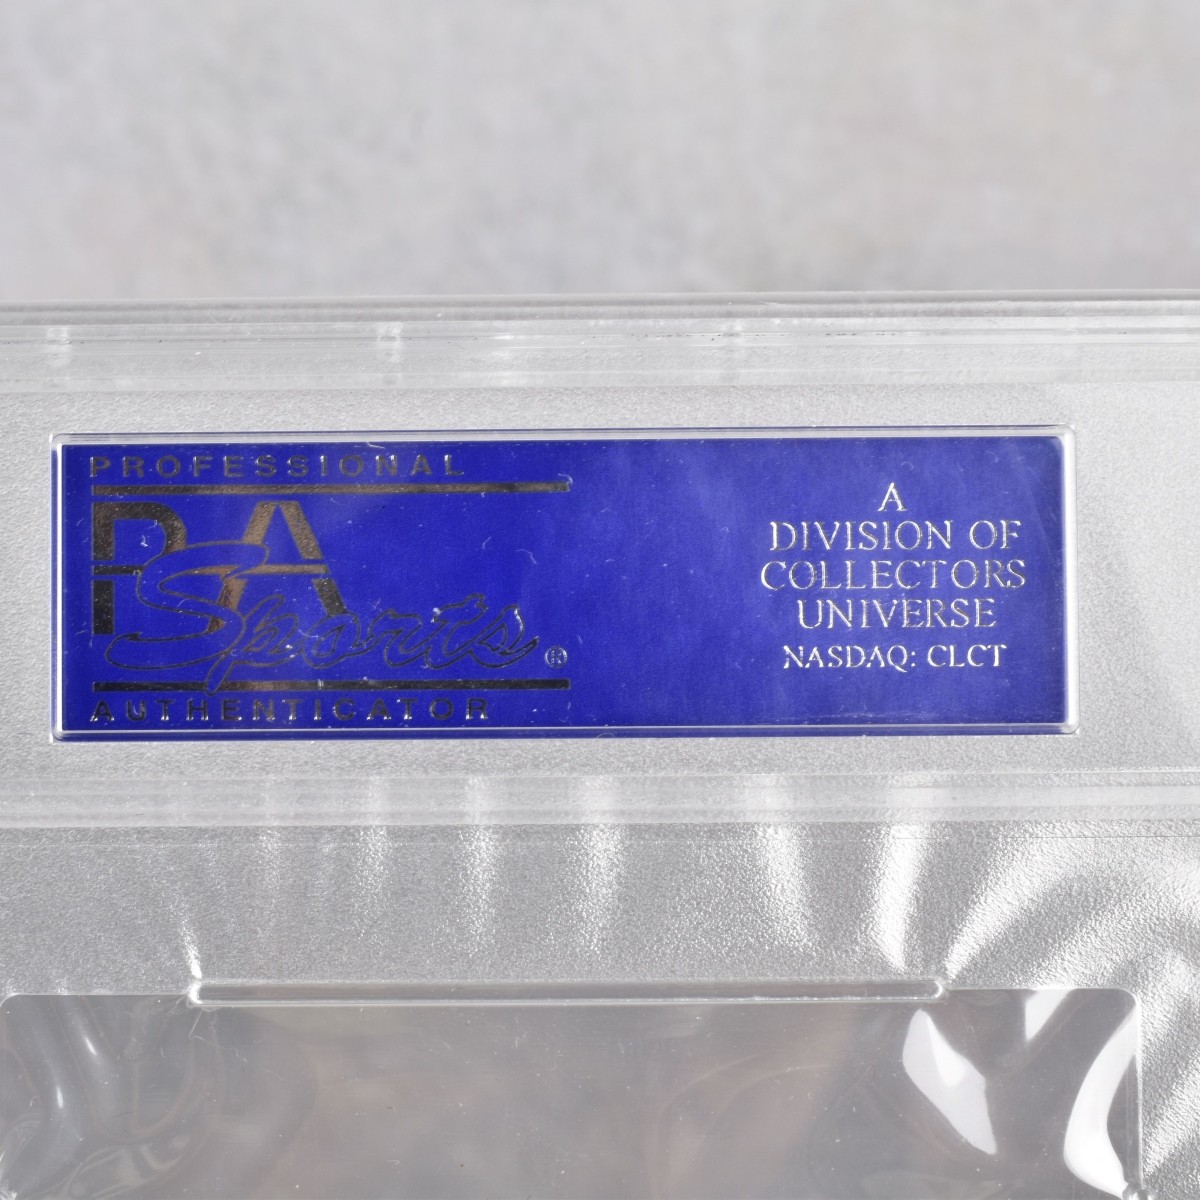 PROFESSIONAL
PSA
Sports®
AUTHENTICATOR
A
DIVISION OF
COLLECTORS
UNIVERSE
NASDAQ: CLCT